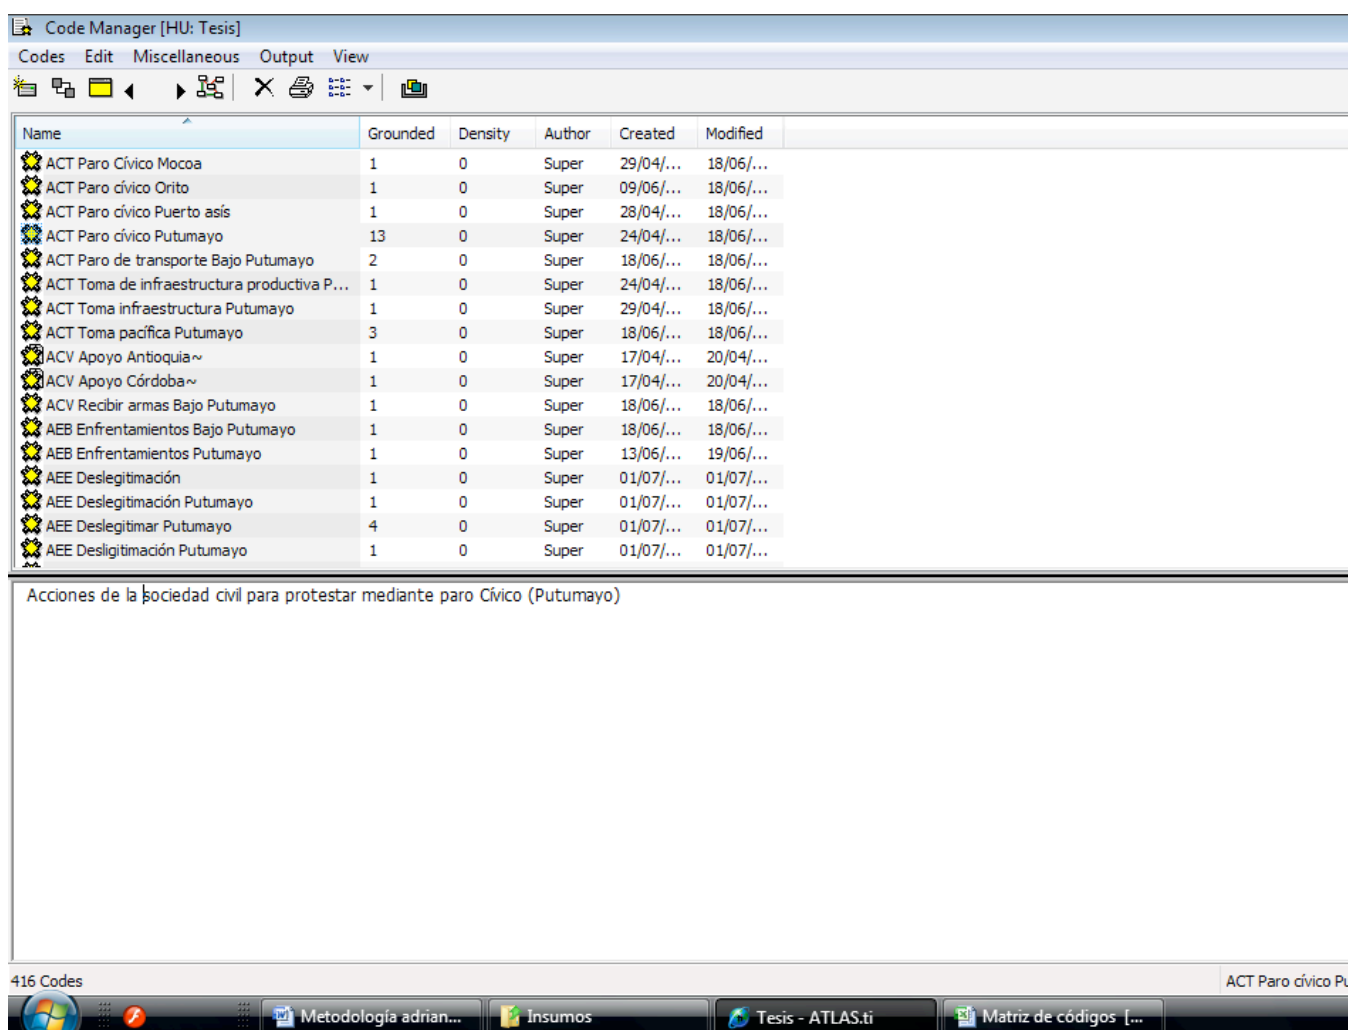 Code Manager [HU: Tesis]
Codes Edit Miscellaneous Output View
Name Grounded Density Author Created Modified
ACT Paro Cívico Mocoa 1 0 Super 29/04/... 18/06/...
ACT Paro cívico Orito 1 0 Super 09/06/... 18/06/...
ACT Paro cívico Puerto asís 1 0 Super 28/04/... 18/06/...
ACT Paro cívico Putumayo 13 0 Super 24/04/... 18/06/...
ACT Paro de transporte Bajo Putumayo 2 0 Super 18/06/... 18/06/...
ACT Toma de infraestructura productiva P... 1 0 Super 24/04/... 18/06/...
ACT Toma infraestructura Putumayo 1 0 Super 29/04/... 18/06/...
ACT Toma pacífica Putumayo 3 0 Super 18/06/... 18/06/...
ACV Apoyo Antioquia~ 1 0 Super 17/04/... 20/04/...
ACV Apoyo Córdoba~ 1 0 Super 17/04/... 20/04/...
ACV Recibir armas Bajo Putumayo 1 0 Super 18/06/... 18/06/...
AEB Enfrentamientos Bajo Putumayo 1 0 Super 18/06/... 18/06/...
AEB Enfrentamientos Putumayo 1 0 Super 13/06/... 19/06/...
AEE Deslegitimación 1 0 Super 01/07/... 01/07/...
AEE Deslegitimación Putumayo 1 0 Super 01/07/... 01/07/...
AEE Deslegitimar Putumayo 4 0 Super 01/07/... 01/07/...
AEE Desligitimación Putumayo 1 0 Super 01/07/... 01/07/...
Acciones de la sociedad civil para protestar mediante paro Cívico (Putumayo)
416 Codes ACT Paro cívico Pu
Metodología adrian... Insumos Tesis - ATLAS.ti Matriz de códigos [...